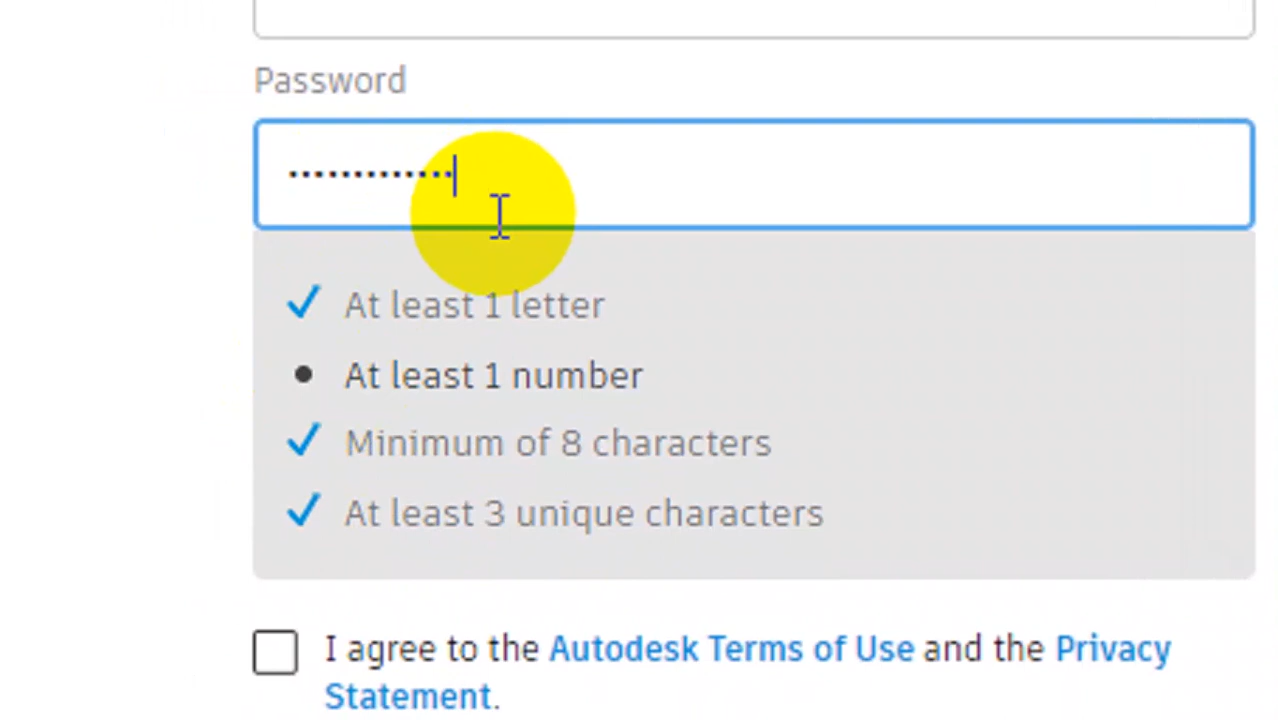 Password
••••••••••••••
At least 1 letter
At least 1 number
Minimum of 8 characters
At least 3 unique characters
I agree to the Autodesk Terms of Use and the Privacy
Statement.